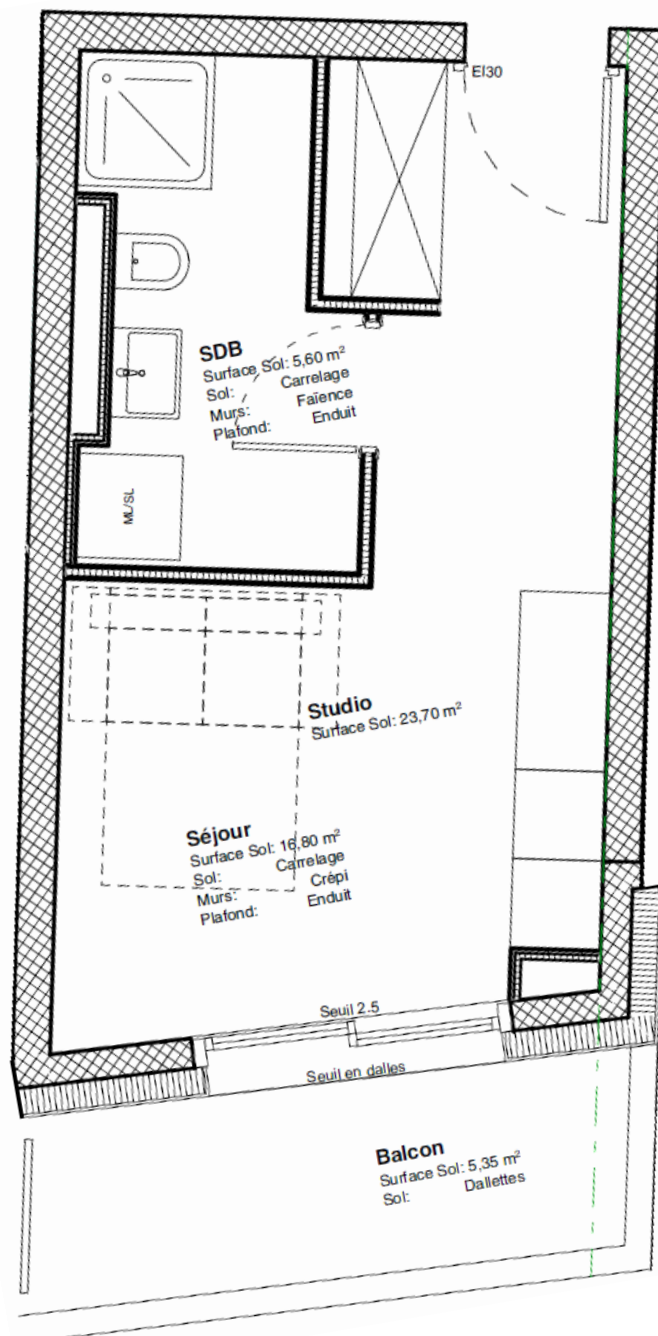 EI30
SDB
Surface Sol: 5,60 m²
Sol: Carrelage
Murs: Faïence
Plafond: Enduit
ML/SL
Studio
Surface Sol: 23,70 m²
Séjour
Surface Sol: 16,80 m²
Sol: Carrelage
Murs: Crépi
Plafond: Enduit
Seuil 2.5
Seuil en dalles
Balcon
Surface Sol: 5,35 m²
Sol: Dallettes